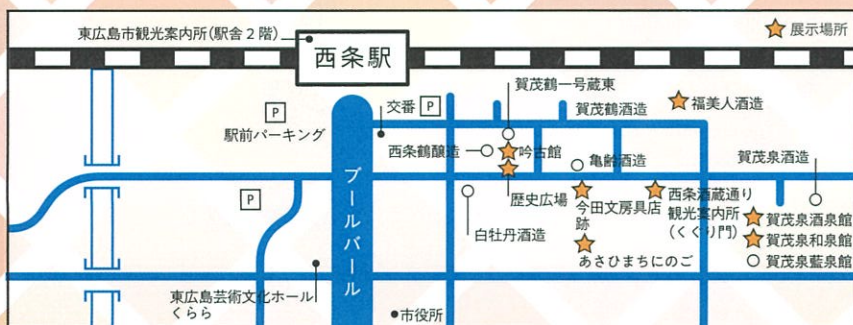 東広島市観光案内所(駅舎2階)
西条駅
展示場所
P
駅前パーキング
交番 P
賀茂鶴一号蔵東
賀茂鶴酒造
福美人酒造
西条鶴醸造
吟古館
亀齢酒造
賀茂泉酒造
P
プールバール
歴史広場
白牡丹酒造
今田文房具店
跡
西条酒蔵通り
観光案内所
(くぐり門)
賀茂泉酒泉館
賀茂泉和泉館
賀茂泉藍泉館
あさひまちにのご
東広島芸術文化ホール
くらら
市役所